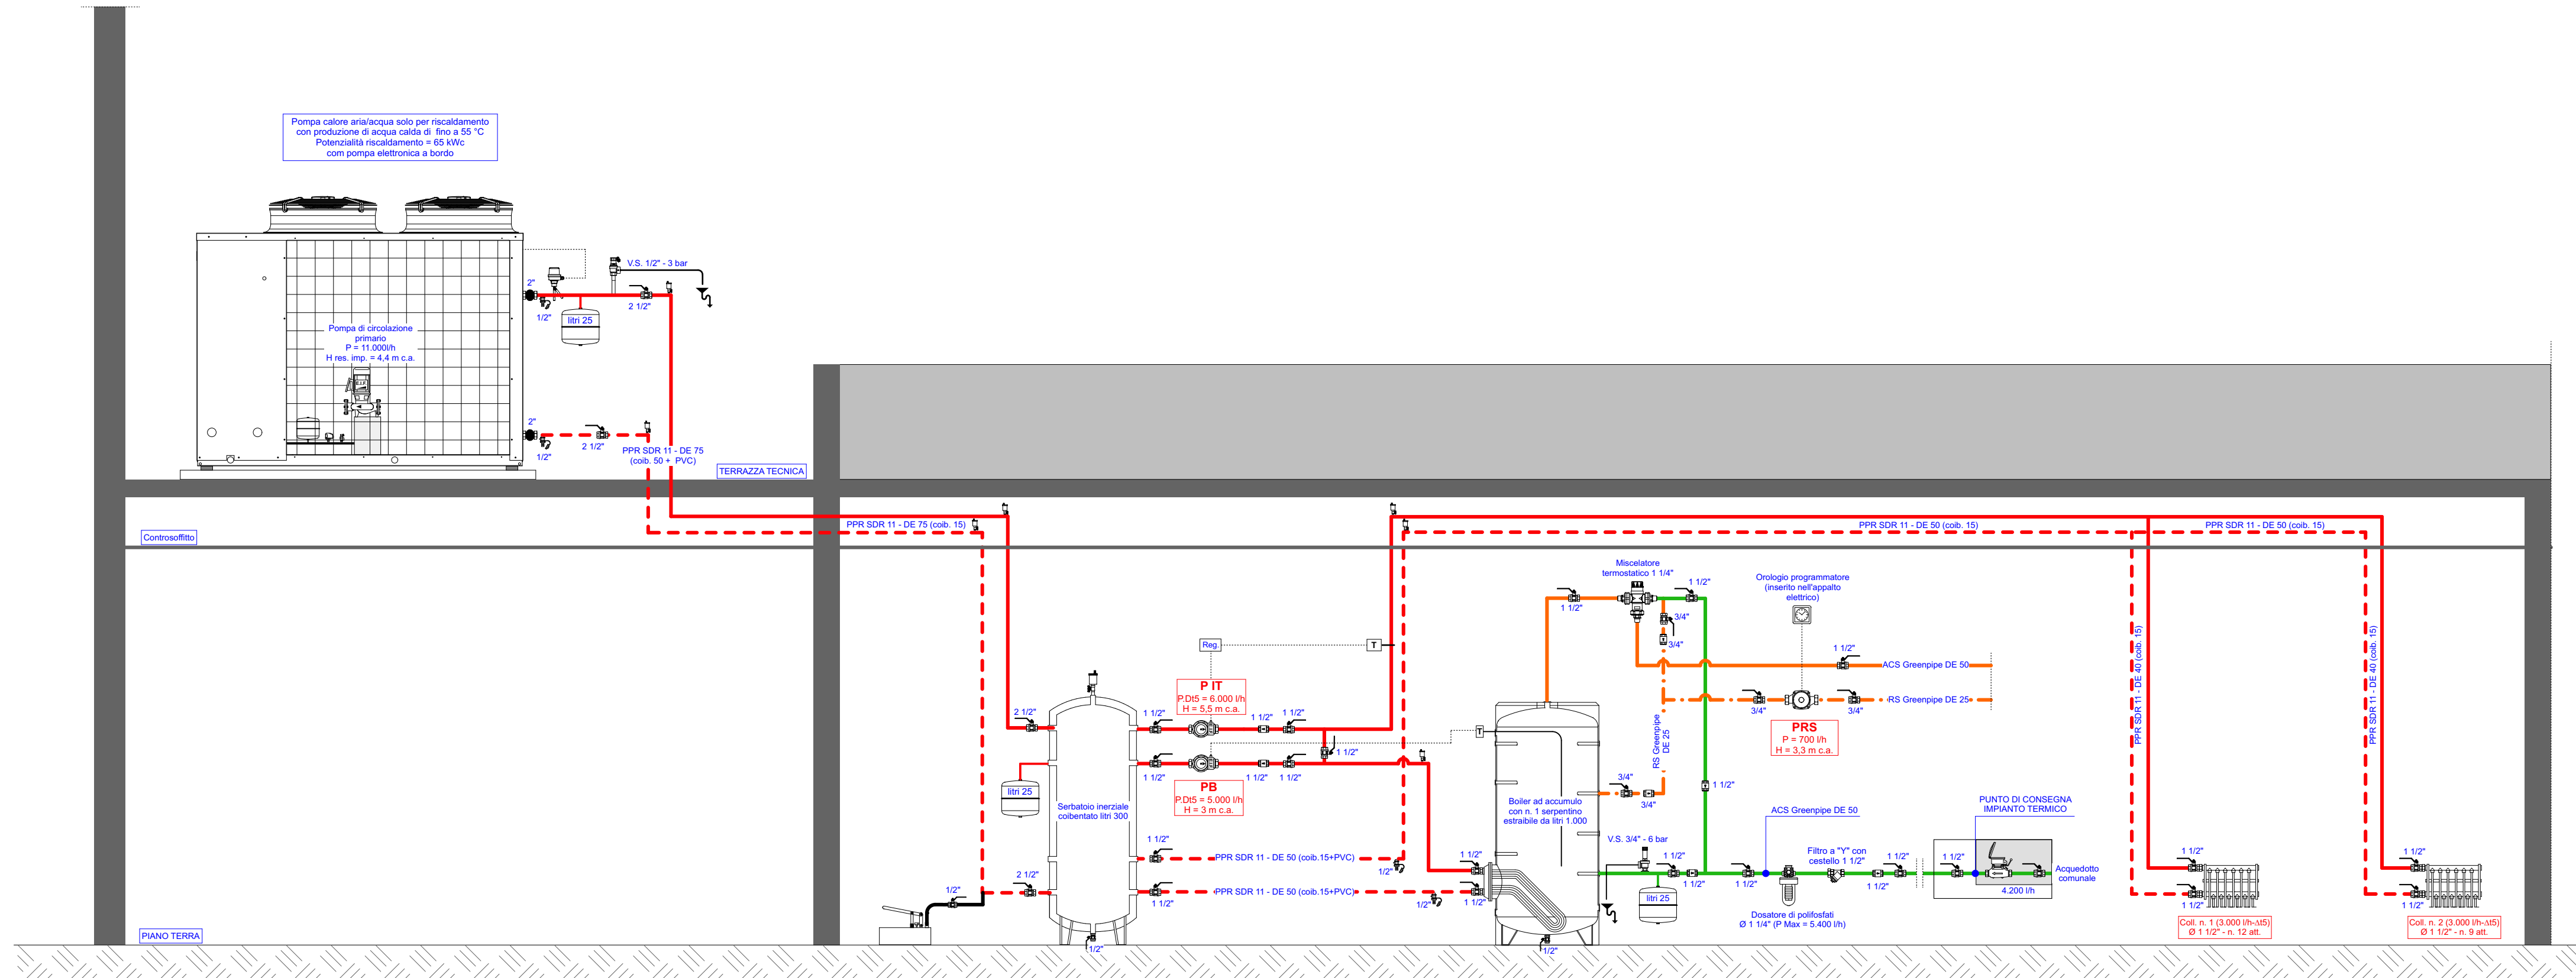 Pompa calore aria/acqua solo per riscaldamento
con produzione di acqua calda di fino a 55 °C
Potenzialità riscaldamento = 65 kWc
com pompa elettronica a bordo
V.S. 1/2" - 3 bar
2"
1/2"
litri 25
2 1/2"
Pompa di circolazione
primario
P = 11.000l/h
H res. imp. = 4,4 m c.a.
2"
1/2"
2 1/2"
PPR SDR 11 - DE 75
(coib. 50 + PVC)
TERRAZZA TECNICA
Controsoffitto
PPR SDR 11 - DE 75 (coib. 15)
PPR SDR 11 - DE 50 (coib. 15)
PPR SDR 11 - DE 50 (coib. 15)
Miscelatore
termostatico 1 1/4"
1 1/2"
1 1/2"
3/4"
3/4"
Orologio programmatore
(inserito nell'appalto
elettrico)
Reg.
T
1 1/2"
ACS Greenpipe DE 50
RS Greenpipe DE 25
3/4"
3/4"
PRS
P = 700 l/h
H = 3,3 m c.a.
RS Greenpipe
DE 25
PPR SDR 11 - DE 40 (coib. 15)
PPR SDR 11 - DE 40 (coib. 15)
P IT
P.Dt5 = 6.000 l/h
H = 5,5 m c.a.
2 1/2"
1 1/2"
1 1/2"
1 1/2"
T
1 1/2"
1 1/2"
1 1/2"
1 1/2"
PB
P.Dt5 = 5.000 l/h
H = 3 m c.a.
litri 25
Serbatoio inerziale
coibentato litri 300
Boiler ad accumulo
con n. 1 serpentino
estraibile da litri 1.000
3/4"
3/4"
1 1/2"
ACS Greenpipe DE 50
PUNTO DI CONSEGNA
IMPIANTO TERMICO
V.S. 3/4" - 6 bar
1 1/2"
PPR SDR 11 - DE 50 (coib.15+PVC)
1/2"
1 1/2"
1 1/2"
1 1/2"
1 1/2"
Filtro a "Y" con
cestello 1 1/2"
1 1/2"
1 1/2"
1 1/2"
Acquedotto
comunale
4.200 l/h
2 1/2"
1/2"
PPR SDR 11 - DE 50 (coib.15+PVC)
1 1/2"
1/2"
1 1/2"
litri 25
Dosatore di polifosfati
Ø 1 1/4" (P Max = 5.400 l/h)
1 1/2"
1 1/2"
1 1/2"
1 1/2"
Coll. n. 1 (3.000 l/h-Δt5)
Ø 1 1/2" - n. 12 att.
Coll. n. 2 (3.000 l/h-Δt5)
Ø 1 1/2" - n. 9 att.
PIANO TERRA
1/2"
1/2"